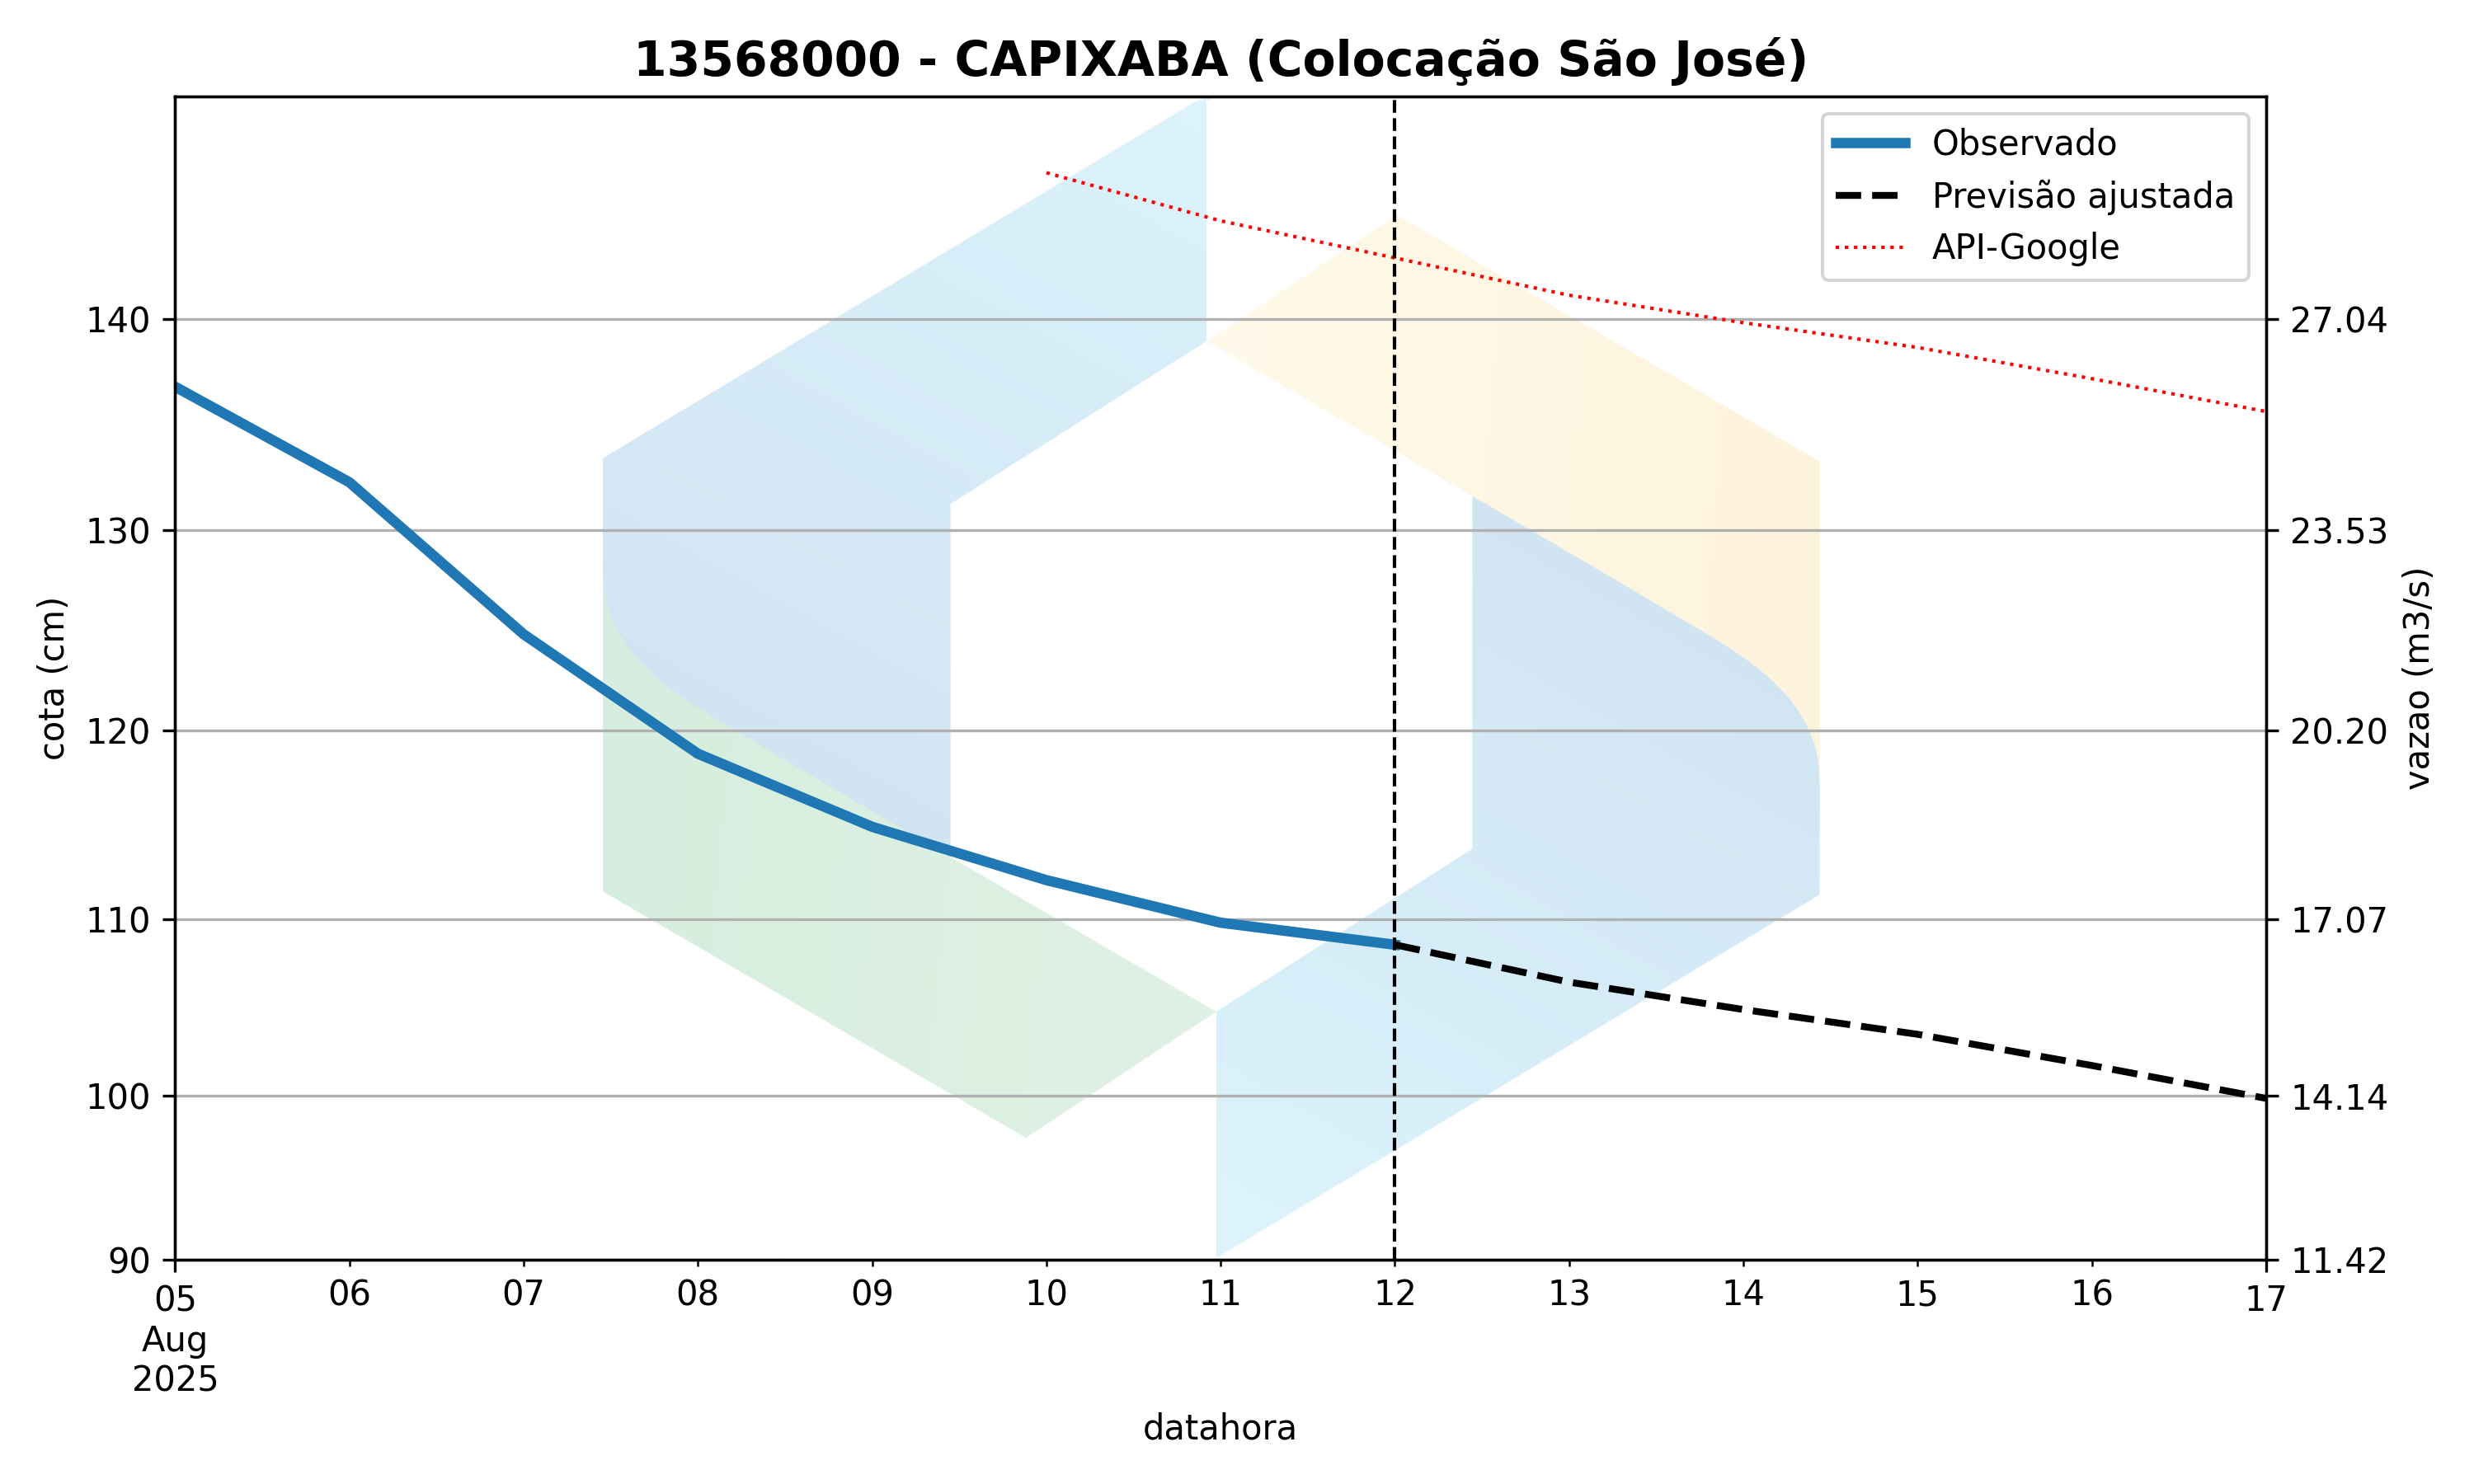 13568000 - CAPIXABA (Colocação São José)
Observado
Previsão ajustada
API-Google
cota (cm)
140
130
120
110
100
90
27.04
23.53
20.20
17.07
14.14
11.42
vazao (m3/s)
05 06 07 08 09 10 11 12 13 14 15 16 17
Aug
2025
datahora